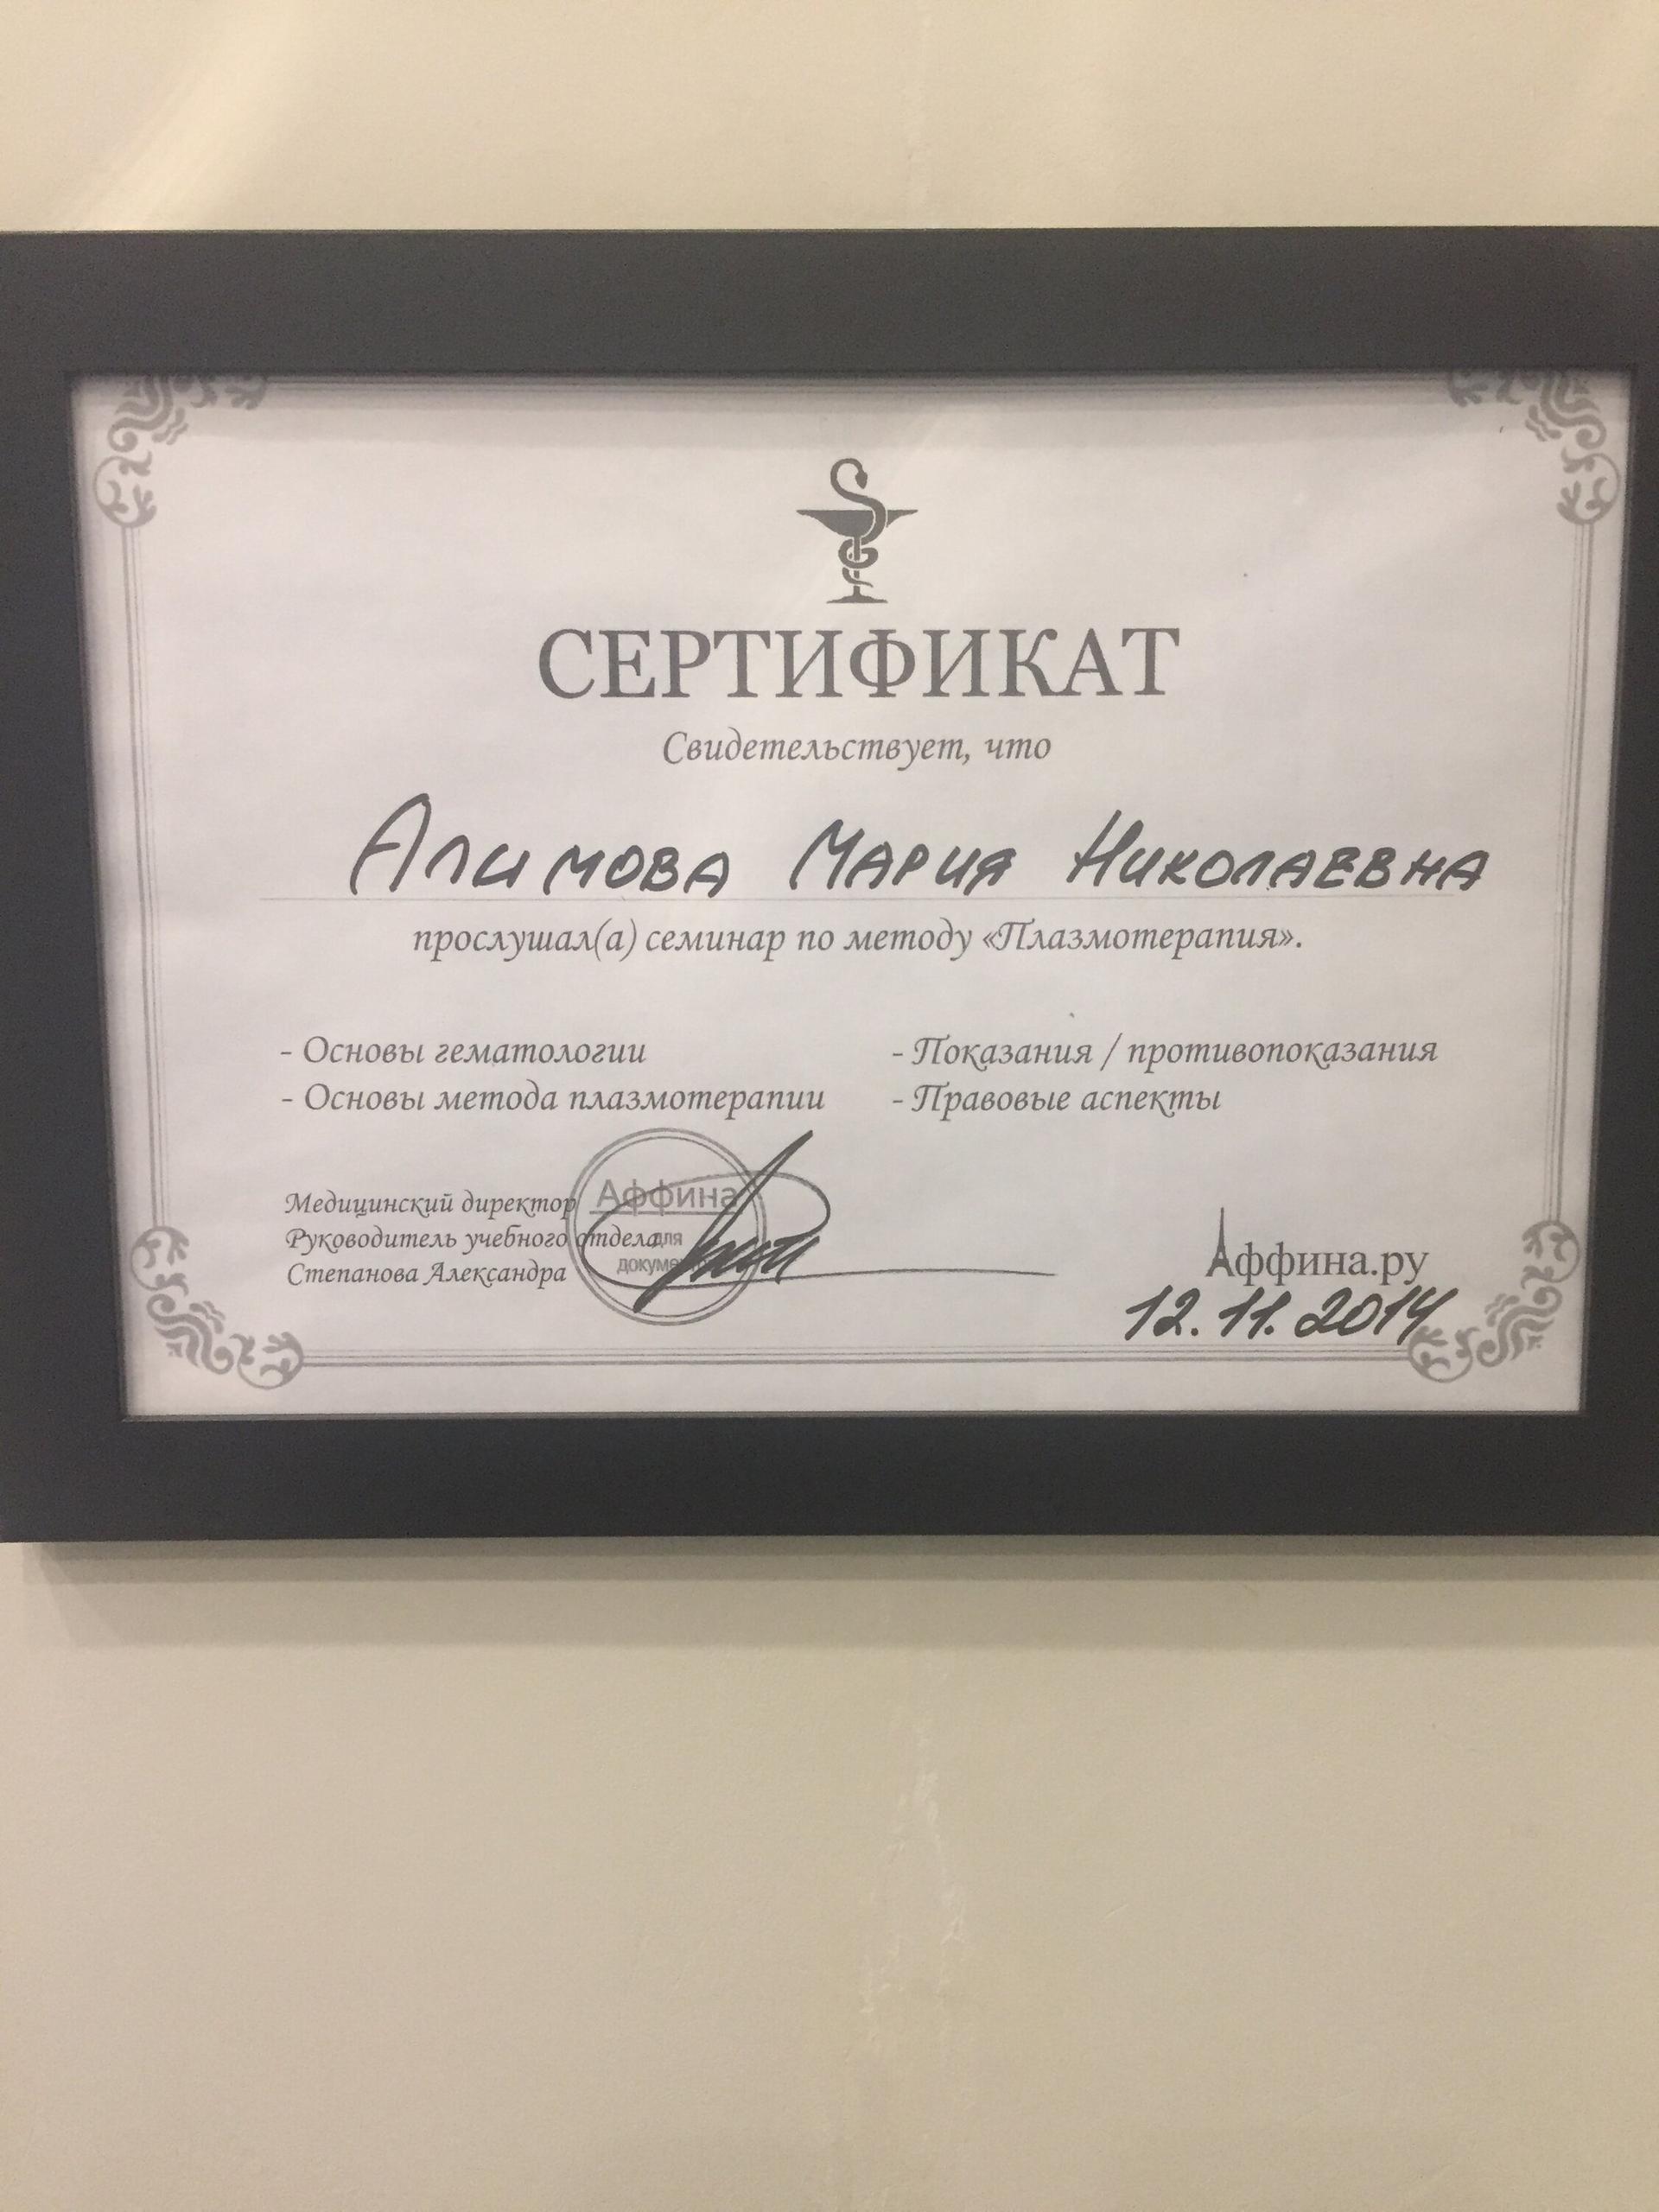 СЕРТИФИКАТ
Свидетельствует, что
Алимова Мария Николаевна
прослушал(а) семинар по методу «Плазмотерапия».
- Основы гематологии
- Основы метода плазмотерапии
- Показания / противопоказания
- Правовые аспекты
Медицинский директор
Руководитель учебного отдела
Степанова Александра
Аффина
для
Аффина.ру
12.11.2014